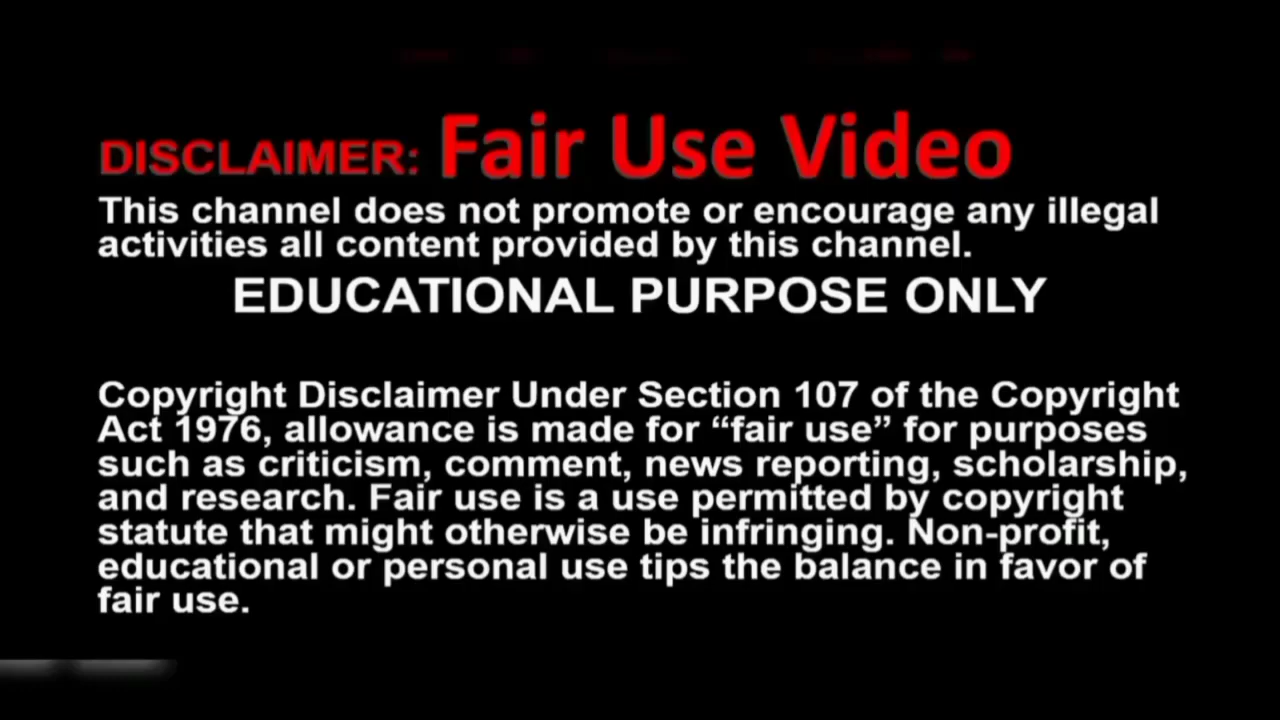 DISCLAIMER: Fair Use Video
This channel does not promote or encourage any illegal
activities all content provided by this channel.
EDUCATIONAL PURPOSE ONLY
Copyright Disclaimer Under Section 107 of the Copyright
Act 1976, allowance is made for “fair use” for purposes
such as criticism, comment, news reporting, scholarship,
and research. Fair use is a use permitted by copyright
statute that might otherwise be infringing. Non-profit,
educational or personal use tips the balance in favor of
fair use.